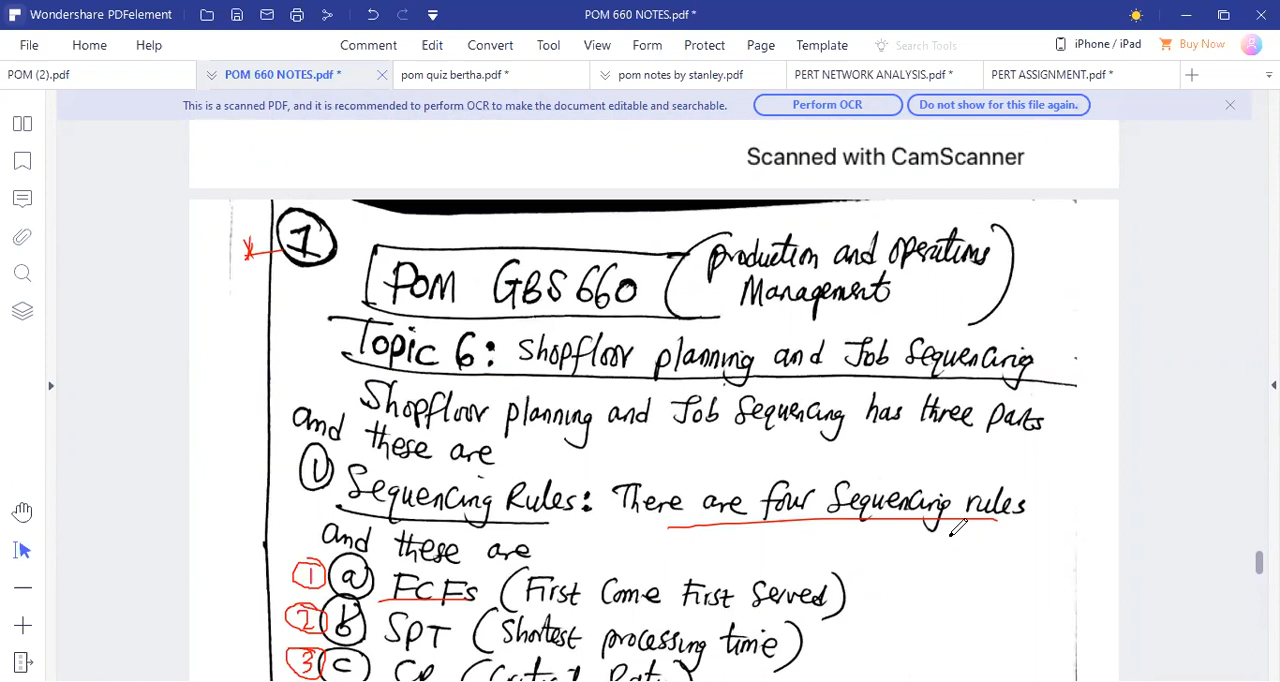 Wondershare PDFelement
POM 660 NOTES.pdf *
File Home Help
Comment Edit Convert Tool View Form Protect Page Template Search Tools
iPhone / iPad Buy Now
POM (2).pdf
POM 660 NOTES.pdf *
pom quiz bertha.pdf *
pom notes by stanley.pdf
PERT NETWORK ANALYSIS.pdf *
PERT ASSIGNMENT.pdf *
This is a scanned PDF, and it is recommended to perform OCR to make the document editable and searchable.
Perform OCR
Do not show for this file again.
Scanned with CamScanner
1
POM GBS 660 (production and operations
Management)
Topic 6: Shopfloor planning and Job Sequencing
Shopfloor planning and Job Sequencing has three parts
and these are
1 Sequencing Rules: There are four Sequencing rules
and these are
1 a FCFs (First Come First Served)
2 b SPT (Shortest processing time)
3 c CR (Critical Ratio)